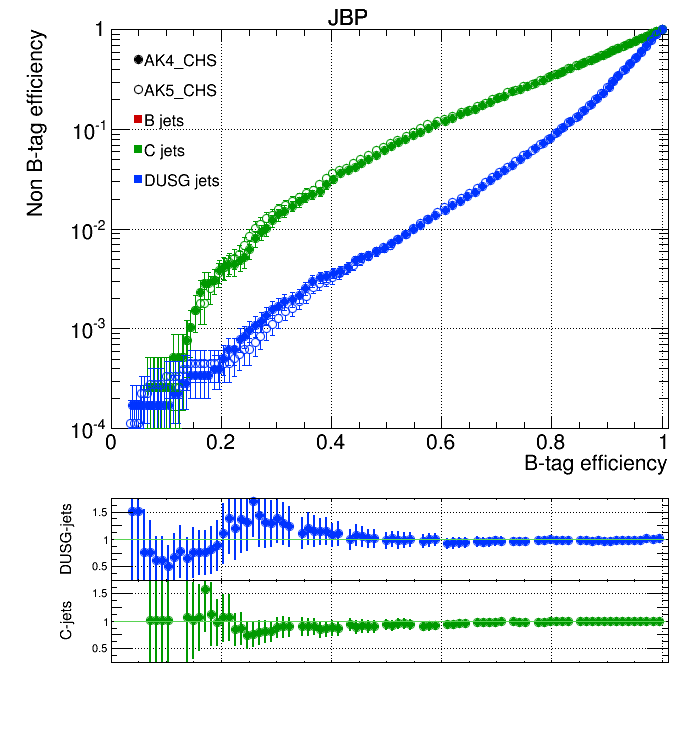 JBP
Non B-tag efficiency
1
10^-1
10^-2
10^-3
10^-4
AK4_CHS
AK5_CHS
B jets
C jets
DUSG jets
0 0.2 0.4 0.6 0.8 1
B-tag efficiency
DUSG-jets
1.5
1
0.5
C-jets
1.5
1
0.5